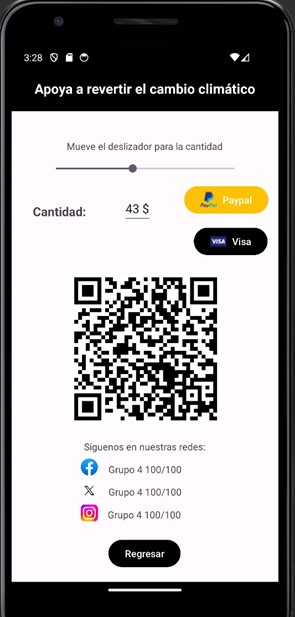 3:28
Apoya a revertir el cambio climático
Mueve el deslizador para la cantidad
Cantidad: 43 $
PayPal Paypal
VISA Visa
Siguenos en nuestras redes:
Grupo 4 100/100
Grupo 4 100/100
Grupo 4 100/100
Regresar